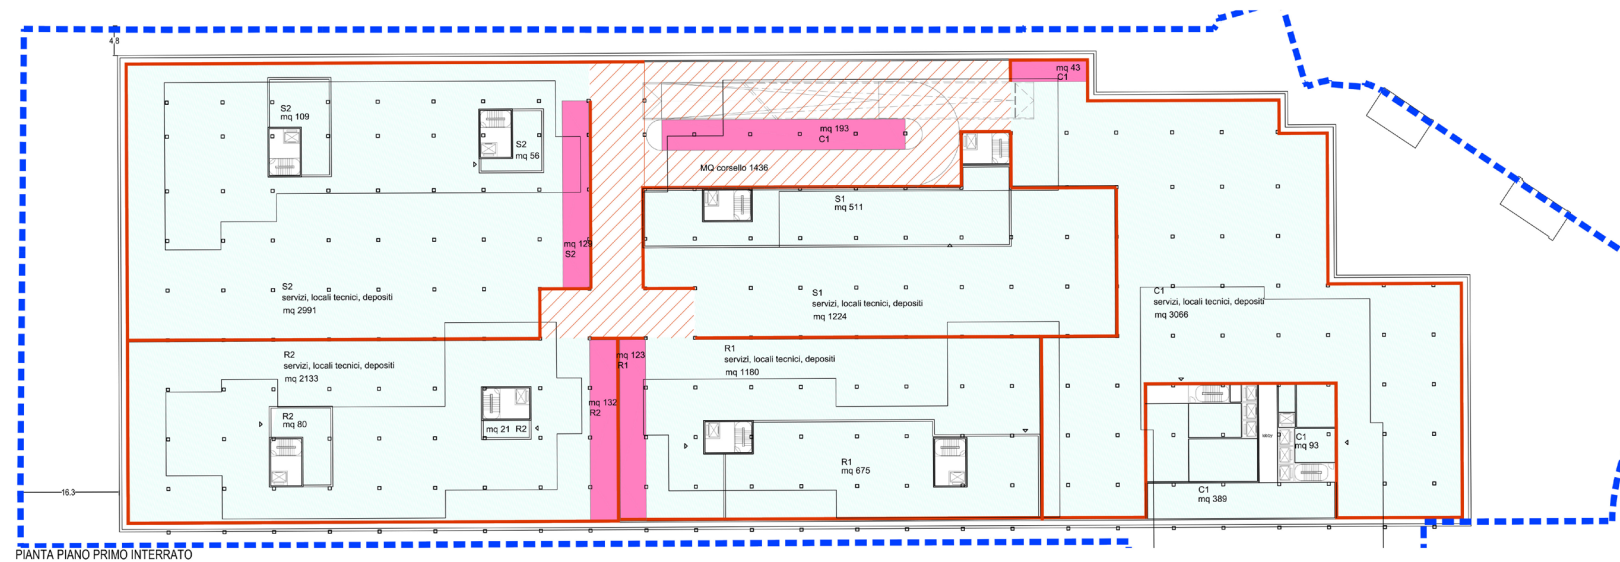 4.8
mq 43
C1
S2
mq 109
S2
mq 56
mq 193
C1
MQ corsello 1436
S1
mq 511
mq 129
S2
S2
servizi, locali tecnici, depositi
mq 2991
S1
servizi, locali tecnici, depositi
mq 1224
C1
servizi, locali tecnici, depositi
mq 3066
R2
servizi, locali tecnici, depositi
mq 2133
mq 123
R1
R1
servizi, locali tecnici, depositi
mq 1180
mq 132
R2
R2
mq 80
mq 21 R2
C1
mq 93
R1
mq 675
C1
mq 389
16.3
PIANTA PIANO PRIMO INTERRATO